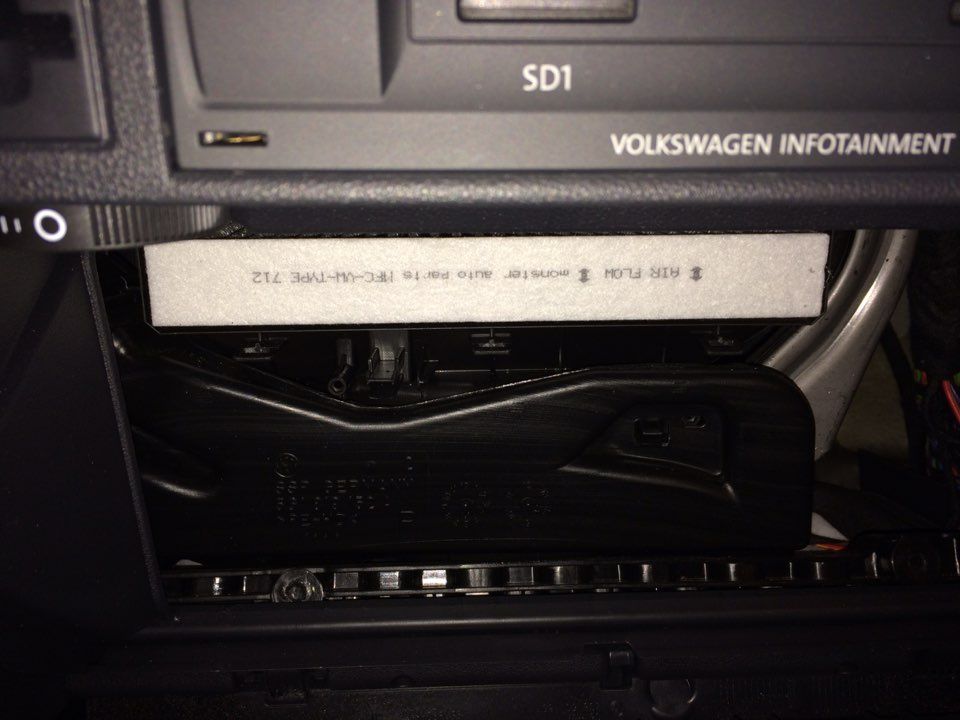 SD1
VOLKSWAGEN INFOTAINMENT
AIR FLOW monster auto parts MFC-VW-TYPE 712